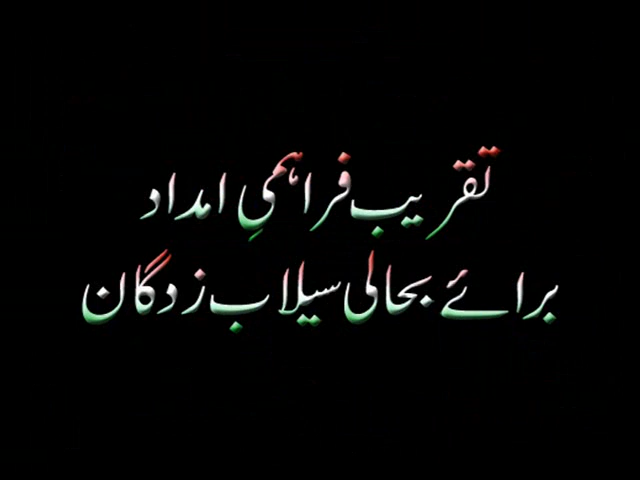 تقریب فراہمیِ امداد
برائے بحالی سیلاب زدگان